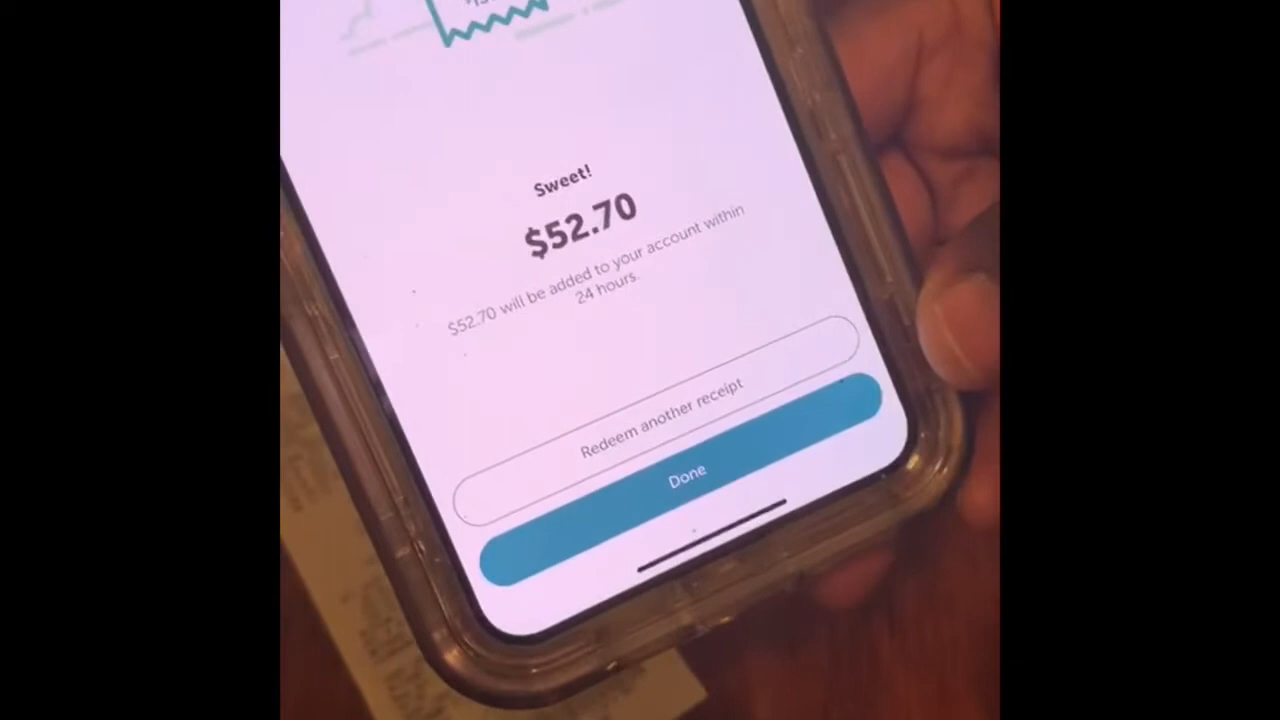 Sweet!
$52.70
$52.70 will be added to your account within
24 hours.
Redeem another receipt
Done